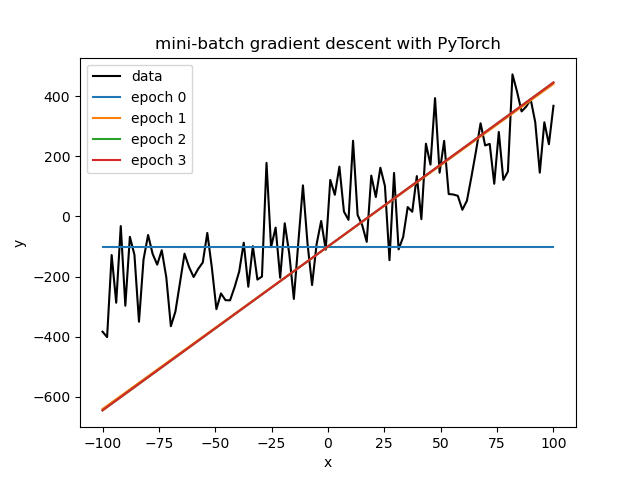 mini-batch gradient descent with PyTorch
data
epoch 0
epoch 1
epoch 2
epoch 3
400
200
0
−200
−400
−600
y
−100 −75 −50 −25 0 25 50 75 100
x